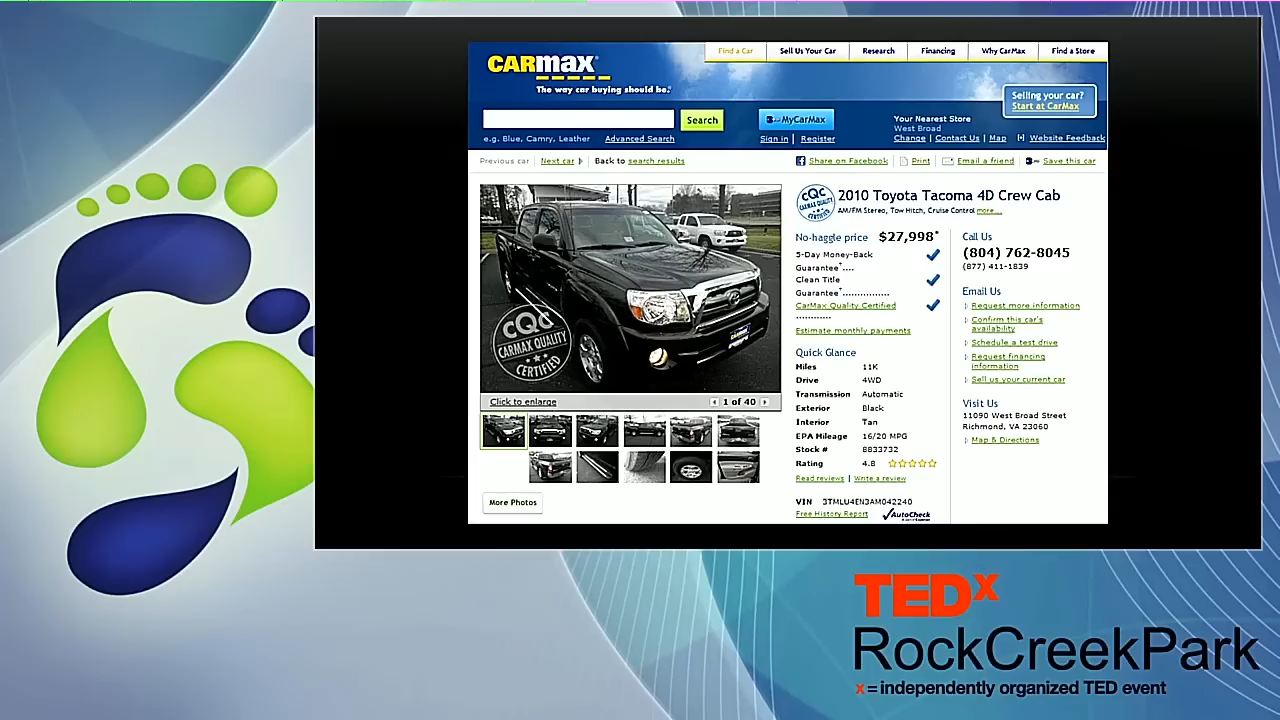 Find a Car
Sell Us Your Car
Research
Financing
Why CarMax
Find a Store
CARmax
The way car buying should be.
Selling your car?
Start at CarMax
Search
MyCarMax
Your Nearest Store
West Broad
e.g. Blue, Camry, Leather
Advanced Search
Sign in | Register
Change | Contact Us | Map
[+] Website Feedback
Previous car
Next car
Back to search results
Share on Facebook
Print
Email a friend
Save this car
CQC
CARMAX QUALITY
CERTIFIED
2010 Toyota Tacoma 4D Crew Cab
AM/FM Stereo, Tow Hitch, Cruise Control more...
No-haggle price $27,998*
5-Day Money-Back
Guarantee†....
Clean Title
Guarantee†................
CarMax Quality Certified
............
Estimate monthly payments
Call Us
(804) 762-8045
(877) 411-1839
Email Us
Request more information
Confirm this car's
availability
Schedule a test drive
Request financing
information
Sell us your current car
Visit Us
11090 West Broad Street
Richmond, VA 23060
Map & Directions
Quick Glance
Miles 11K
Drive 4WD
Transmission Automatic
Exterior Black
Interior Tan
EPA Mileage 16/20 MPG
Stock # 8833732
Rating 4.8
Read reviews | Write a review
VIN 3TMLU4EN3AM042240
Free History Report
AutoCheck
CQC
CARMAX QUALITY
CERTIFIED
Click to enlarge
1 of 40
More Photos
TEDx
RockCreekPark
x = independently organized TED event